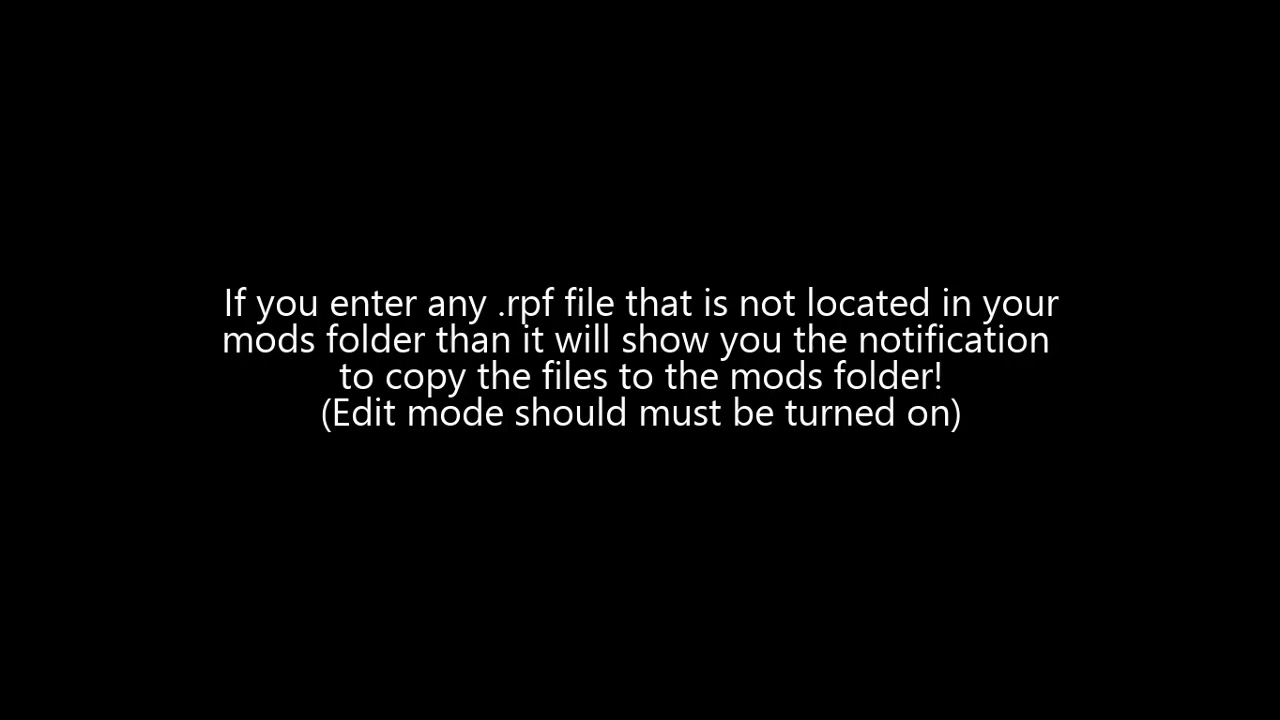 If you enter any .rpf file that is not located in your
mods folder than it will show you the notification
to copy the files to the mods folder!
(Edit mode should must be turned on)